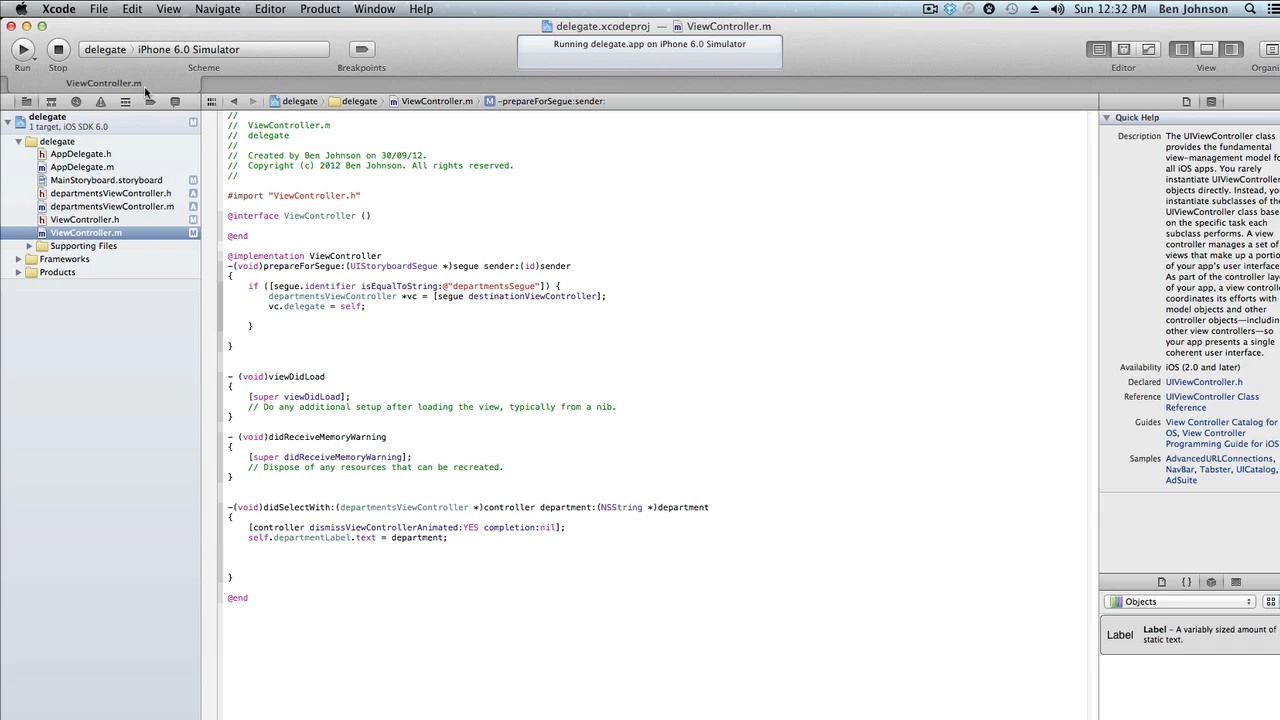 Xcode File Edit View Navigate Editor Product Window Help Sun 12:32 PM Ben Johnson
delegate.xcodeproj — ViewController.m
delegate iPhone 6.0 Simulator
Running delegate.app on iPhone 6.0 Simulator
Run Stop Scheme Breakpoints Editor View Organi
ViewController.m
delegate
1 target, iOS SDK 6.0
M
delegate
AppDelegate.h
AppDelegate.m
MainStoryboard.storyboard M
departmentsViewController.h A
departmentsViewController.m A
ViewController.h M
ViewController.m M
Supporting Files
Frameworks
Products
delegate delegate ViewController.m M -prepareForSegue:sender:
//
// ViewController.m
// delegate
//
// Created by Ben Johnson on 30/09/12.
// Copyright (c) 2012 Ben Johnson. All rights reserved.
//
#import "ViewController.h"
@interface ViewController ()
@end
@implementation ViewController
-(void)prepareForSegue:(UIStoryboardSegue *)segue sender:(id)sender
{
if ([segue.identifier isEqualToString:@"departmentsSegue"]) {
departmentsViewController *vc = [segue destinationViewController];
vc.delegate = self;
}
}
- (void)viewDidLoad
{
[super viewDidLoad];
// Do any additional setup after loading the view, typically from a nib.
}
- (void)didReceiveMemoryWarning
{
[super didReceiveMemoryWarning];
// Dispose of any resources that can be recreated.
}
-(void)didSelectWith:(departmentsViewController *)controller department:(NSString *)department
{
[controller dismissViewControllerAnimated:YES completion:nil];
self.departmentLabel.text = department;
}
@end
Quick Help
Description The UIViewController class
provides the fundamental
view-management model fo
all iOS apps. You rarely
instantiate UIViewController
objects directly. Instead, you
instantiate subclasses of the
UIViewController class base
on the specific task each
subclass performs. A view
controller manages a set of
views that make up a portion
of your app's user interface.
As part of the controller laye
of your app, a view controlle
coordinates its efforts with
model objects and other
controller objects—including
other view controllers—so
your app presents a single
coherent user interface.
Availability iOS (2.0 and later)
Declared UIViewController.h
Reference UIViewController Class
Reference
Guides View Controller Catalog for
OS, View Controller
Programming Guide for iOS
Samples AdvancedURLConnections,
NavBar, Tabster, UICatalog,
AdSuite
Objects
Label Label – A variably sized amount of
static text.